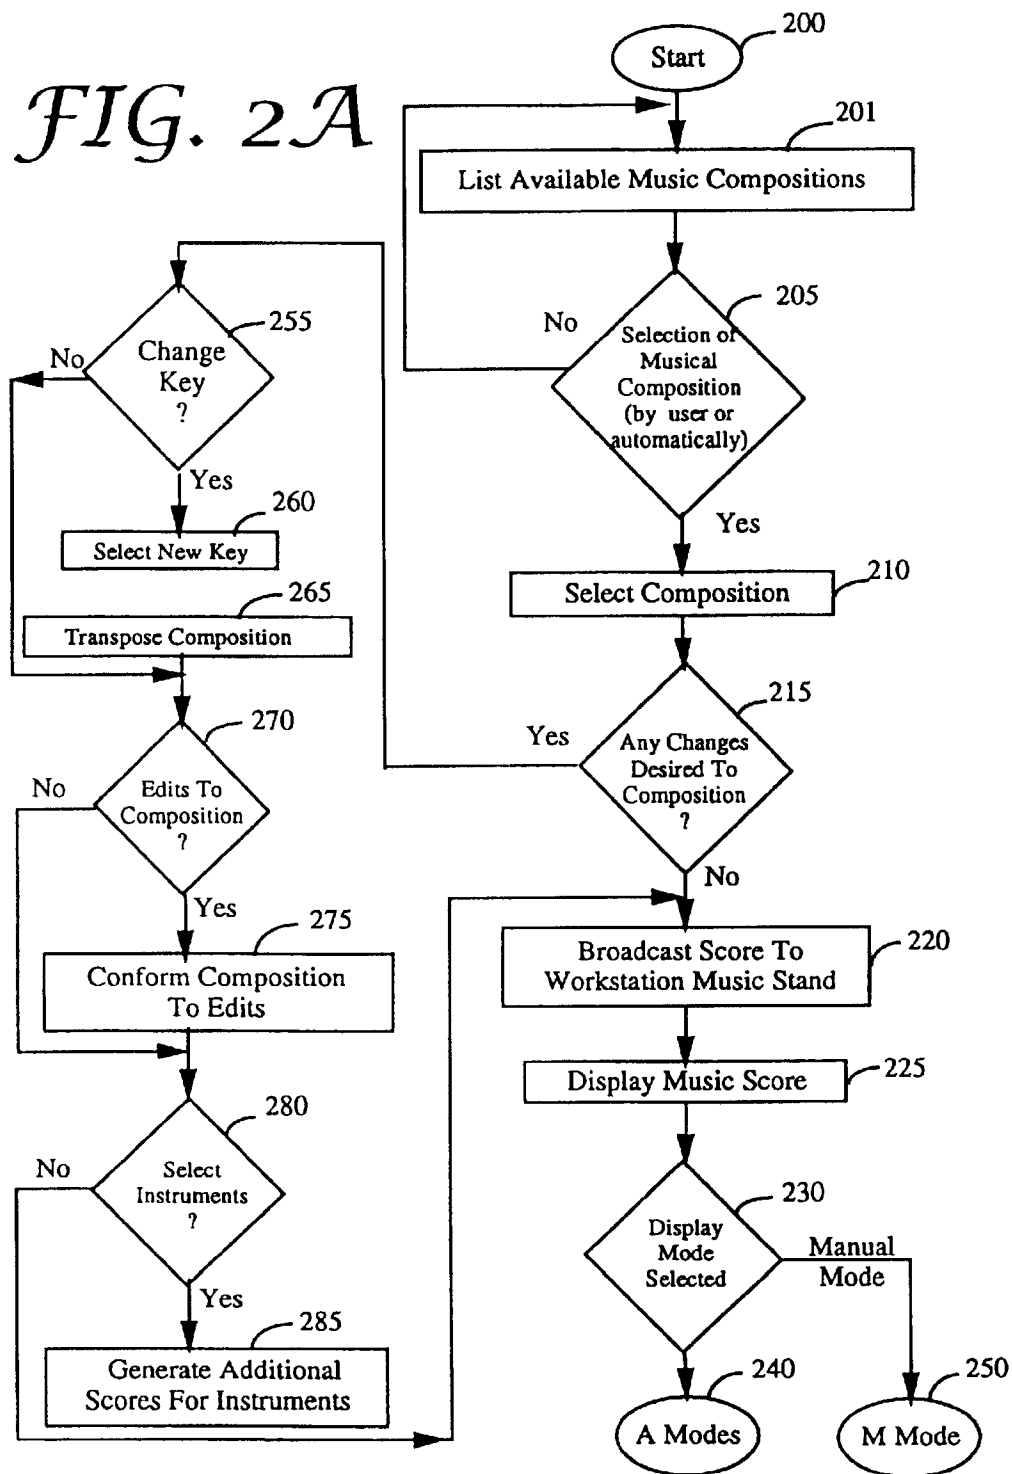 FIG. 2A
200
Start
201
List Available Music Compositions
205
No
Selection of
Musical
Composition
(by user or
automatically)
Yes
210
Select Composition
215
Yes
Any Changes
Desired To
Composition
?
No
220
Broadcast Score To
Workstation Music Stand
225
Display Music Score
230
Display
Mode
Selected
Manual
Mode
240
A Modes
250
M Mode
255
No
Change
Key
?
Yes
260
Select New Key
265
Transpose Composition
270
No
Edits To
Composition
?
Yes
275
Conform Composition
To Edits
280
No
Select
Instruments
?
Yes
285
Generate Additional
Scores For Instruments